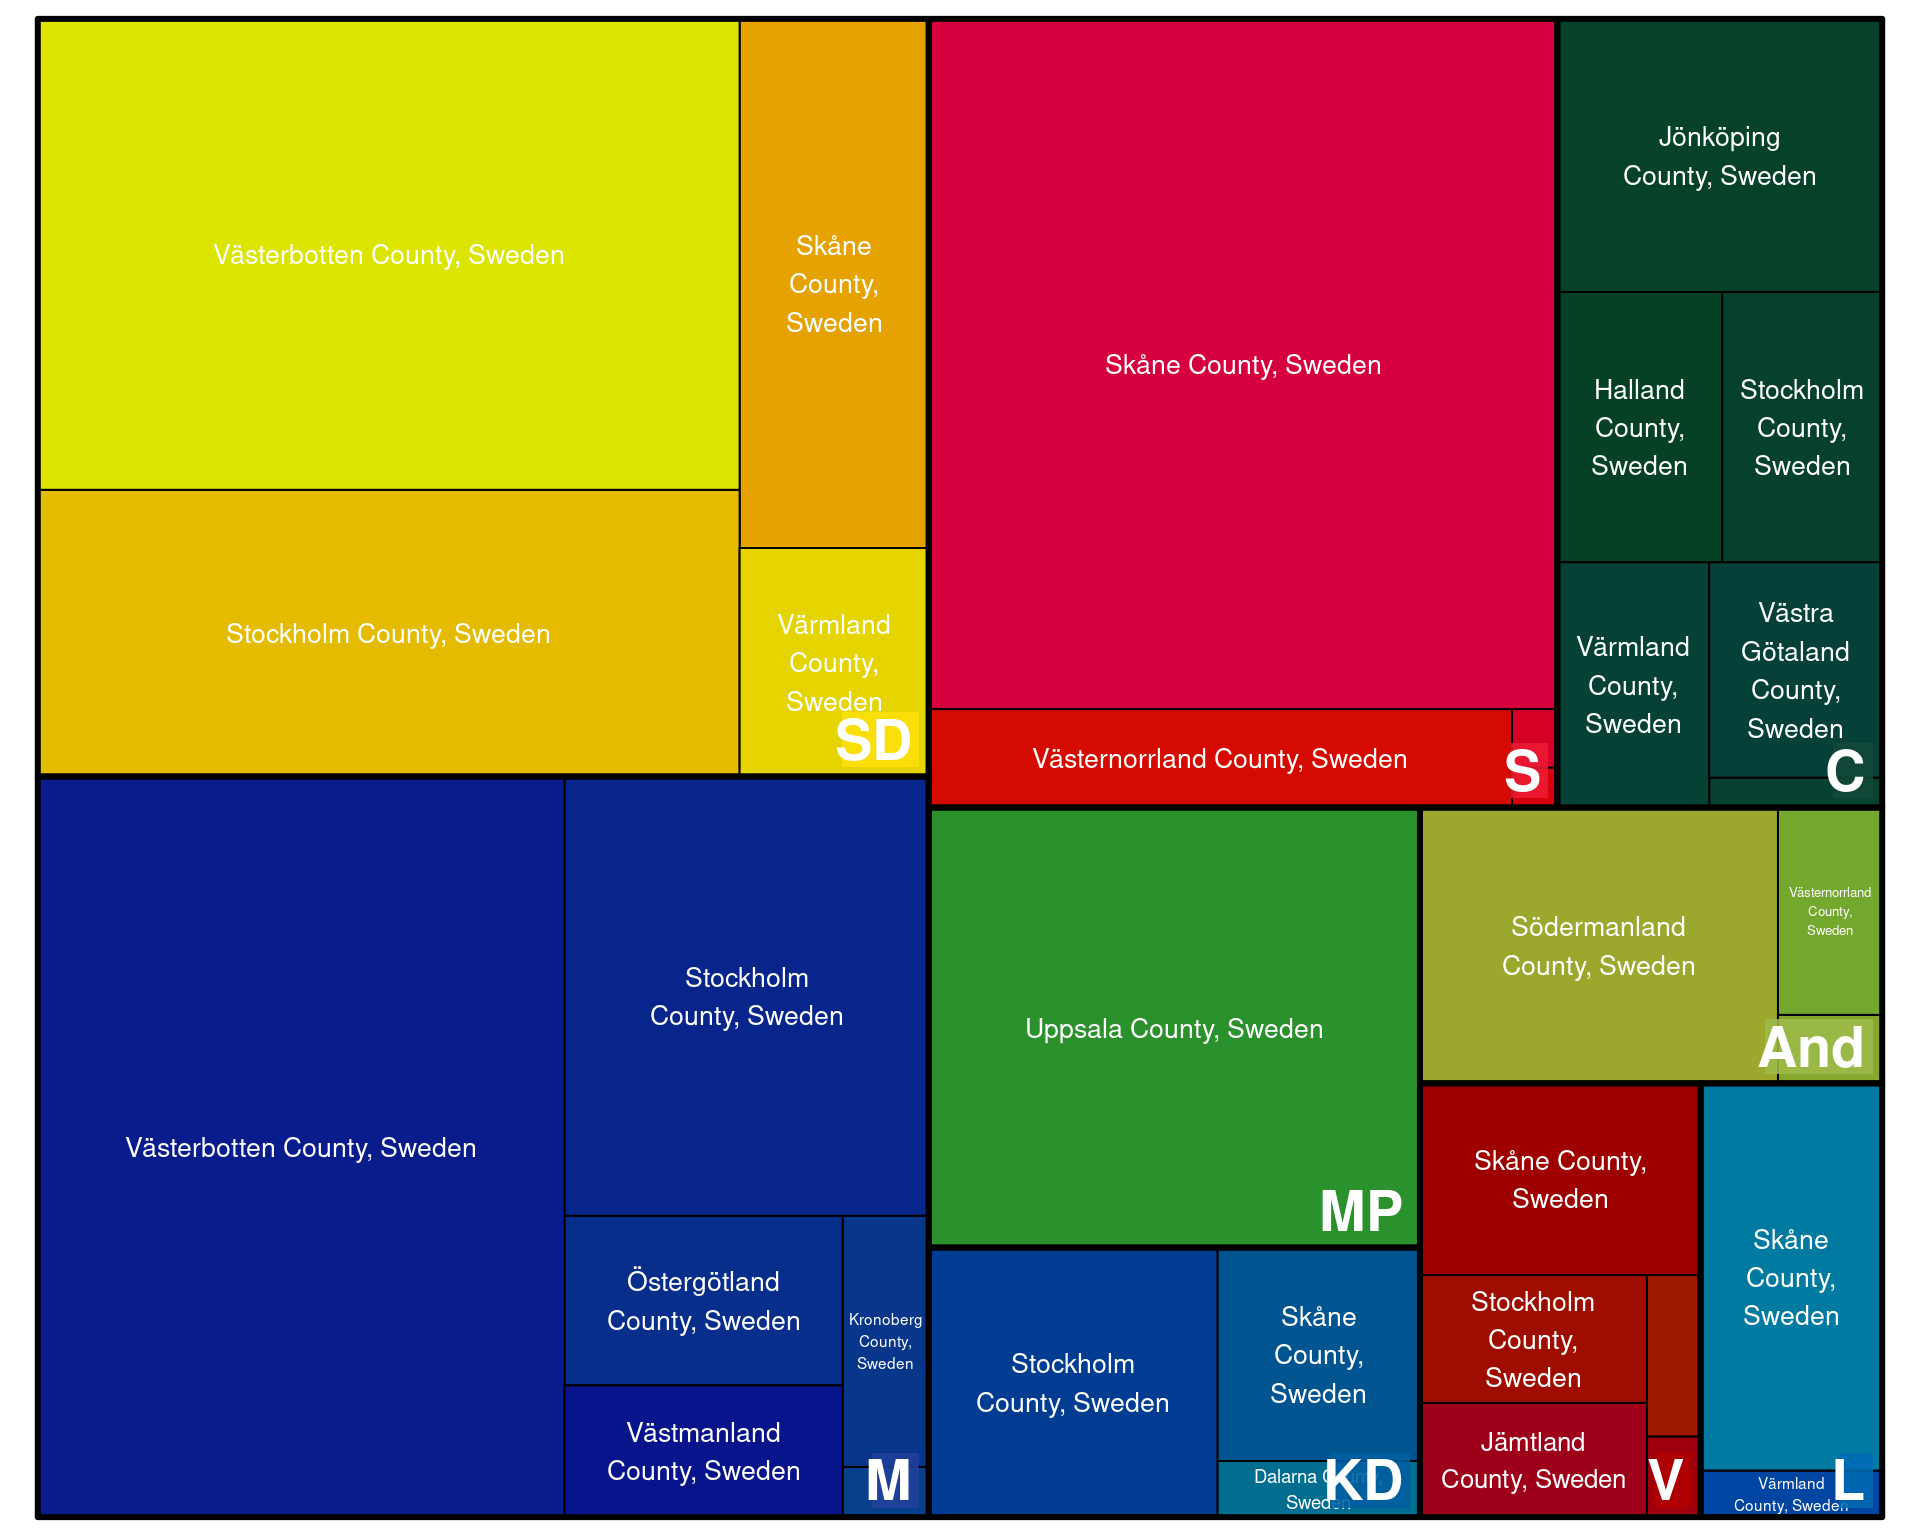 Västerbotten County, Sweden
Skåne
County,
Sweden
Stockholm County, Sweden
Värmland
County,
Sweden
SD
Skåne County, Sweden
Västernorrland County, Sweden
S
Jönköping
County, Sweden
Halland
County,
Sweden
Stockholm
County,
Sweden
Värmland
County,
Sweden
Västra
Götaland
County,
Sweden
C
Västerbotten County, Sweden
Stockholm
County, Sweden
Östergötland
County, Sweden
Kronoberg
County,
Sweden
Västmanland
County, Sweden
M
Uppsala County, Sweden
MP
Södermanland
County, Sweden
Västernorrland
County,
Sweden
And
Stockholm
County, Sweden
Skåne
County,
Sweden
Dalarna County,
Sweden
KD
Skåne County,
Sweden
Stockholm
County,
Sweden
Jämtland
County, Sweden
V
Skåne
County,
Sweden
Värmland
County, Sweden
L